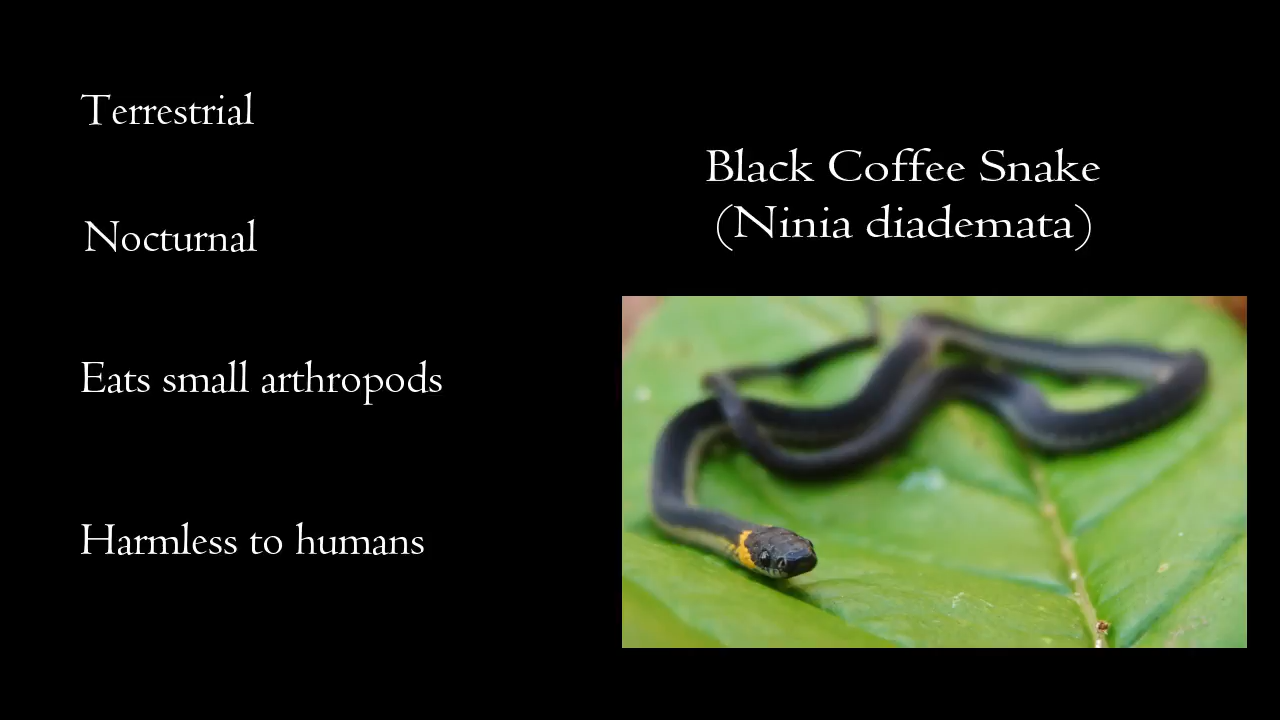 Terrestrial
Nocturnal
Eats small arthropods
Harmless to humans
Black Coffee Snake
(Ninia diademata)